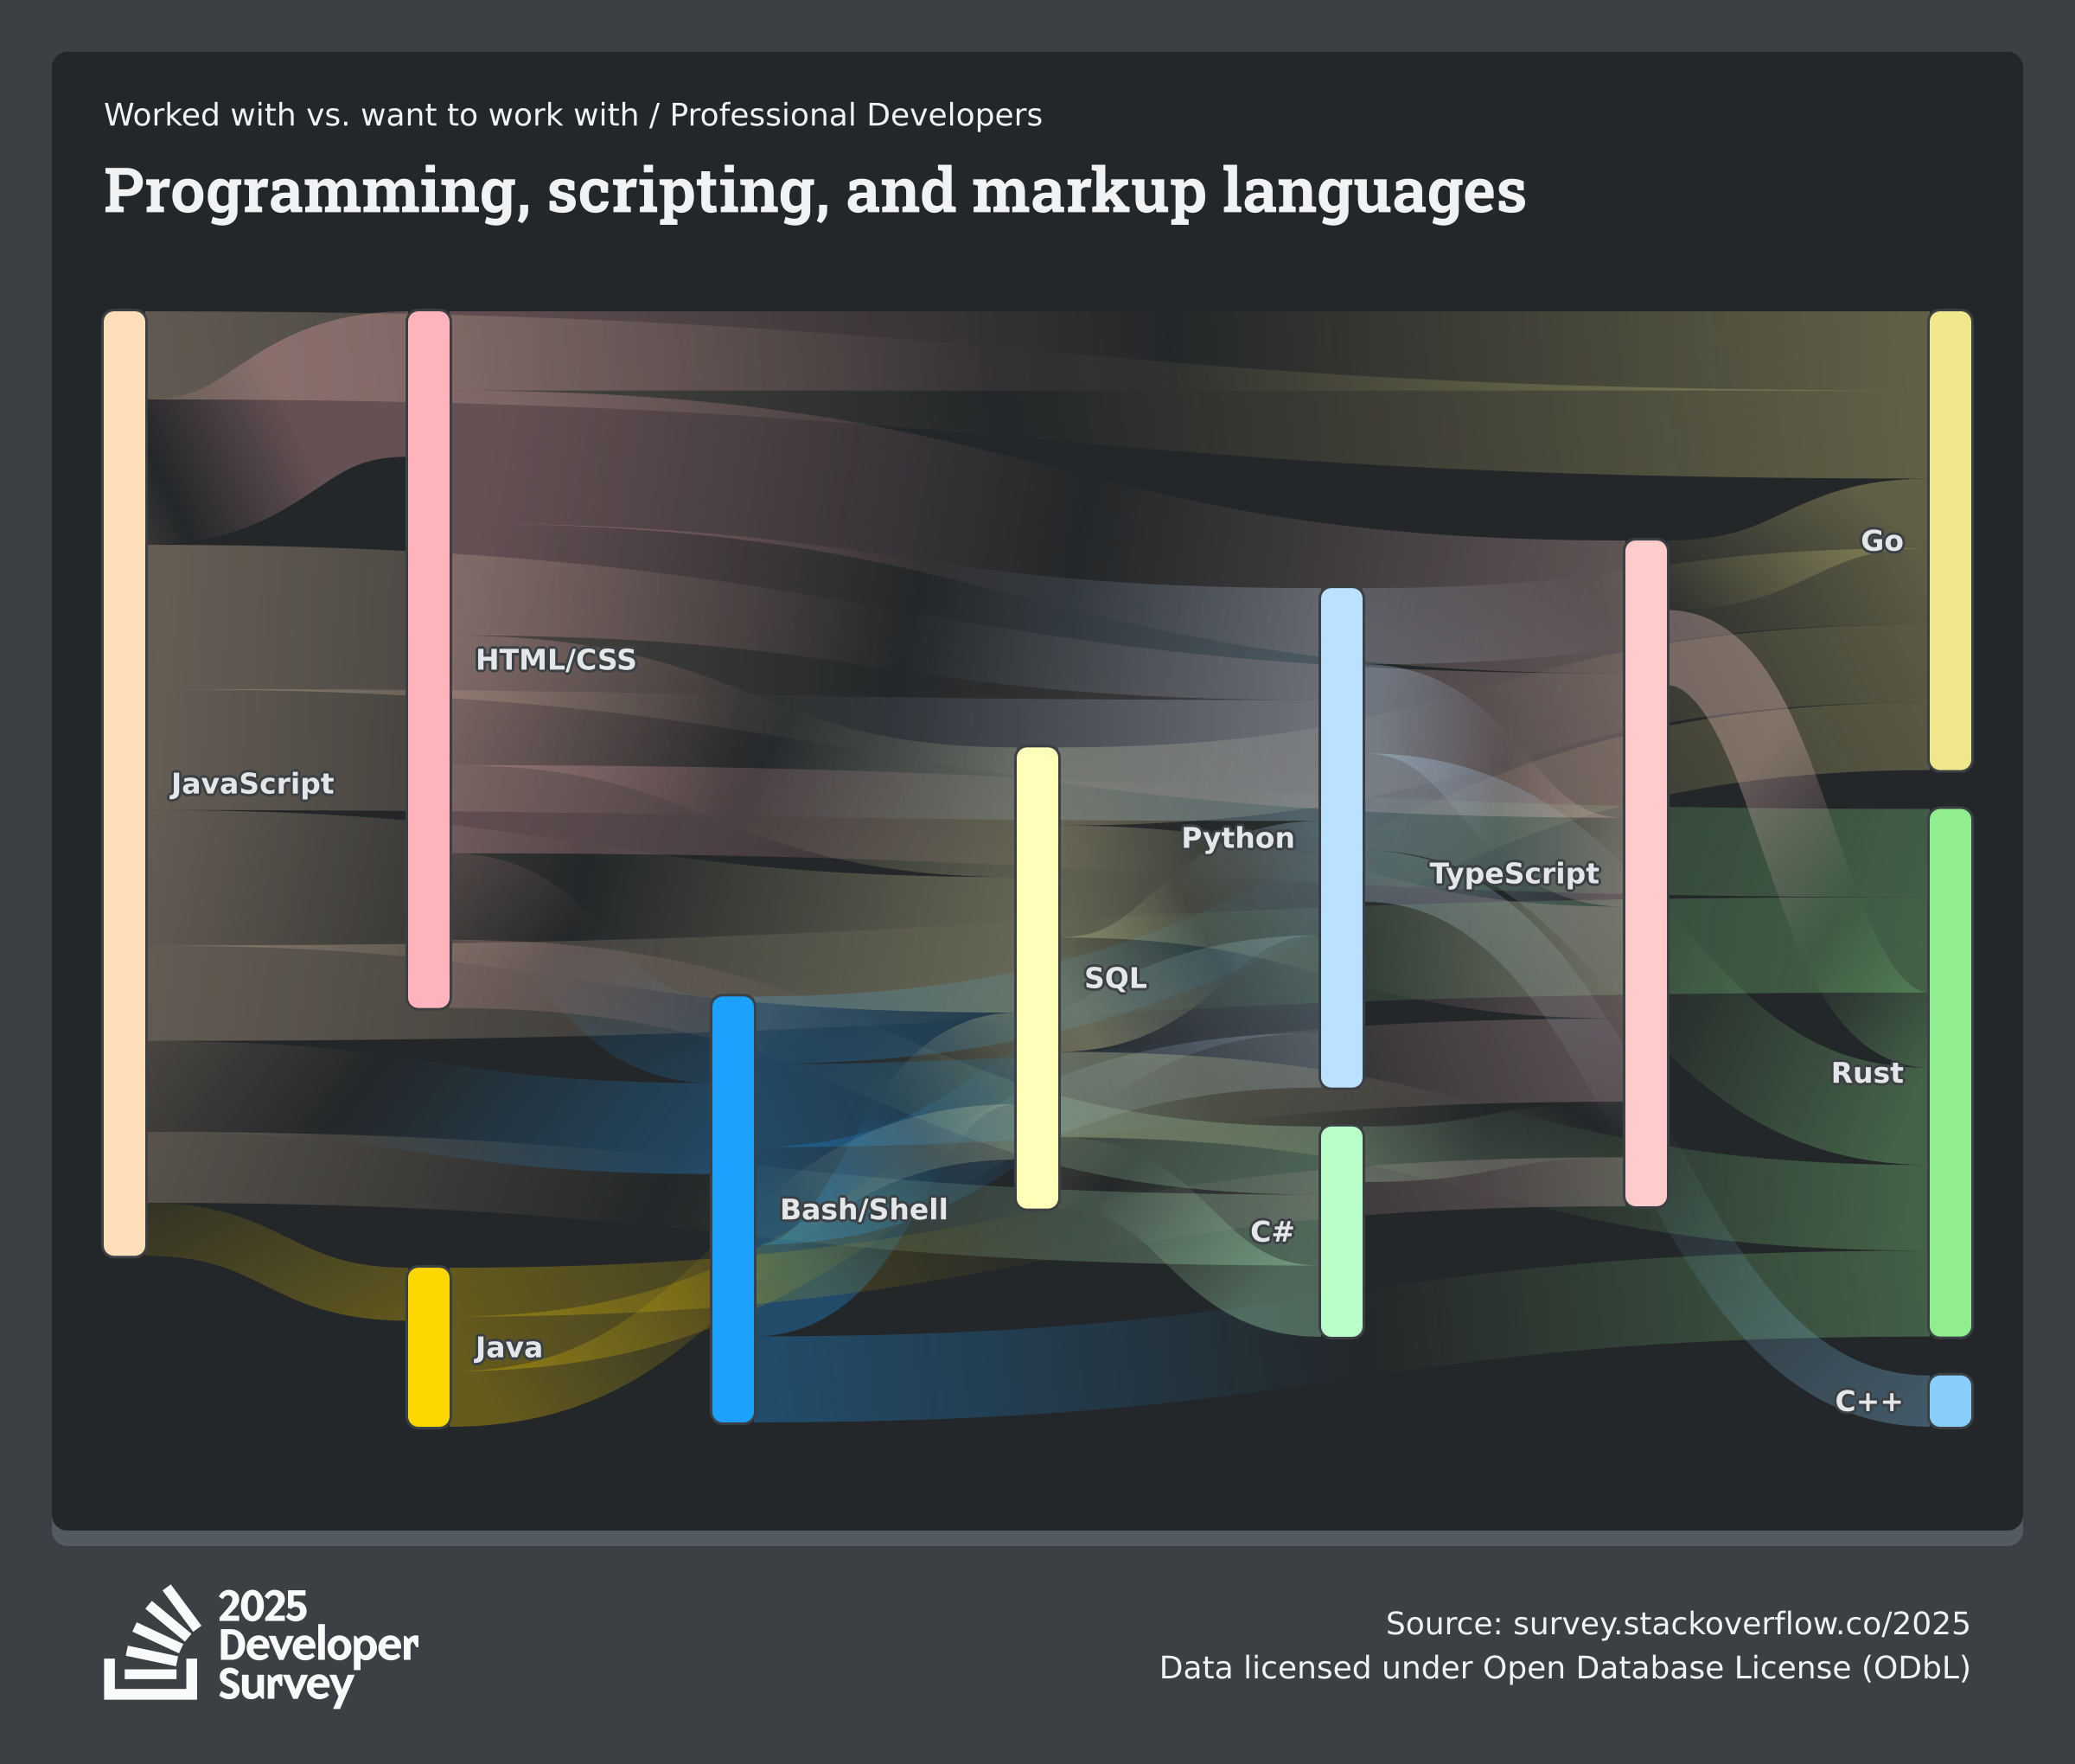 Worked with vs. want to work with / Professional Developers
Programming, scripting, and markup languages
Go
HTML/CSS
JavaScript
Python
TypeScript
SQL
Rust
Bash/Shell
C#
Java
C++
2025
Developer
Survey
Source: survey.stackoverflow.co/2025
Data licensed under Open Database License (ODbL)